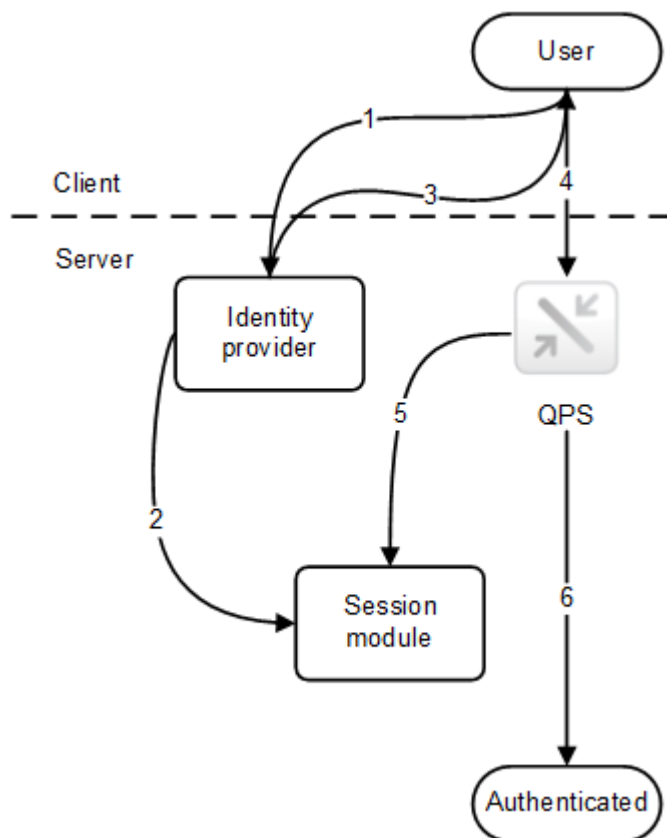 User
1
3
4
Client
Server
Identity
provider
5
QPS
2
6
Session
module
Authenticated